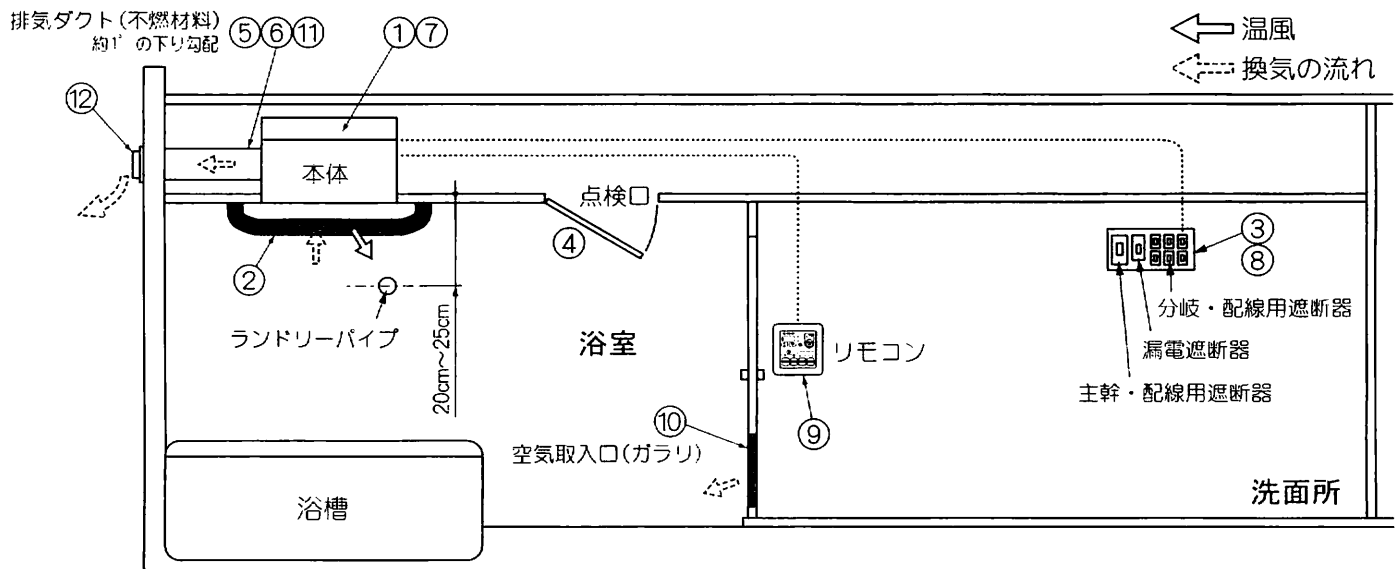 排気ダクト(不燃材料)
約1°の下り勾配
⑤⑥⑪
①⑦
温風
換気の流れ
⑫
本体
点検口
④
②
③
⑧
ランドリーパイプ
20cm~25cm
浴室
リモコン
分岐・配線用遮断器
漏電遮断器
主幹・配線用遮断器
⑨
⑩
空気取入口(ガラリ)
浴槽
洗面所